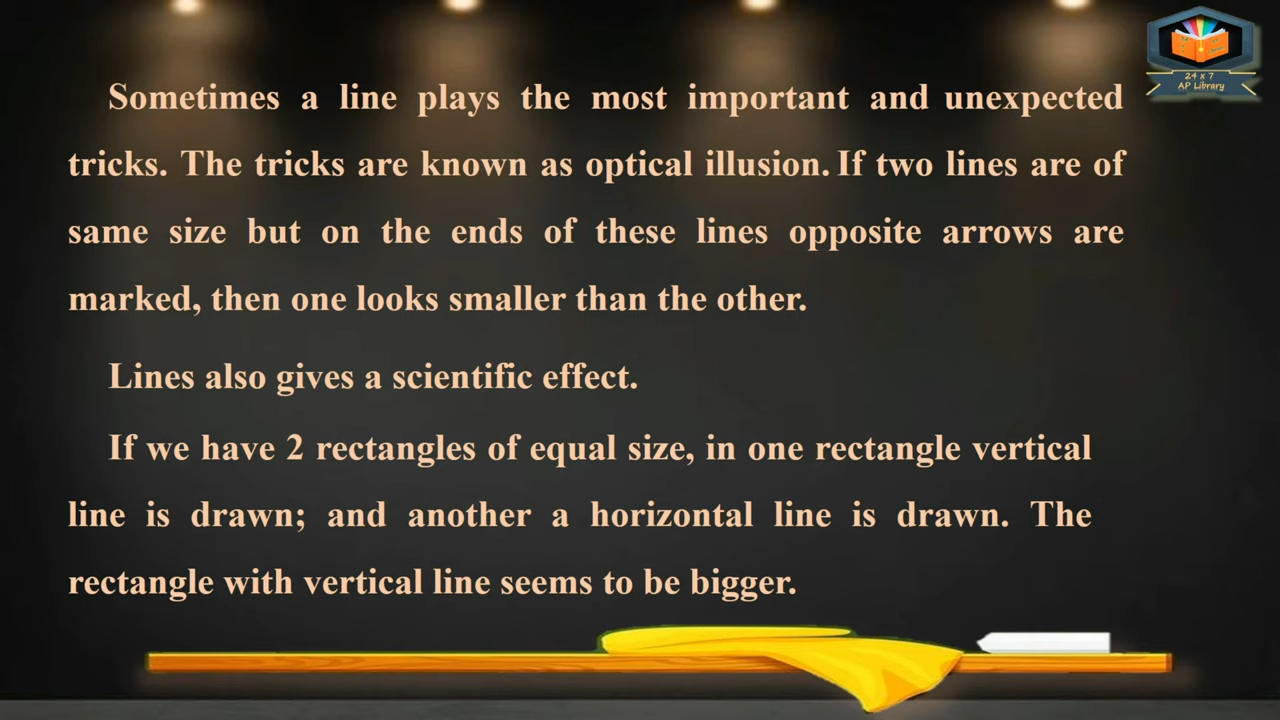 24 x 7
AP Library
Sometimes a line plays the most important and unexpected
tricks. The tricks are known as optical illusion. If two lines are of
same size but on the ends of these lines opposite arrows are
marked, then one looks smaller than the other.
Lines also gives a scientific effect.
If we have 2 rectangles of equal size, in one rectangle vertical
line is drawn; and another a horizontal line is drawn. The
rectangle with vertical line seems to be bigger.